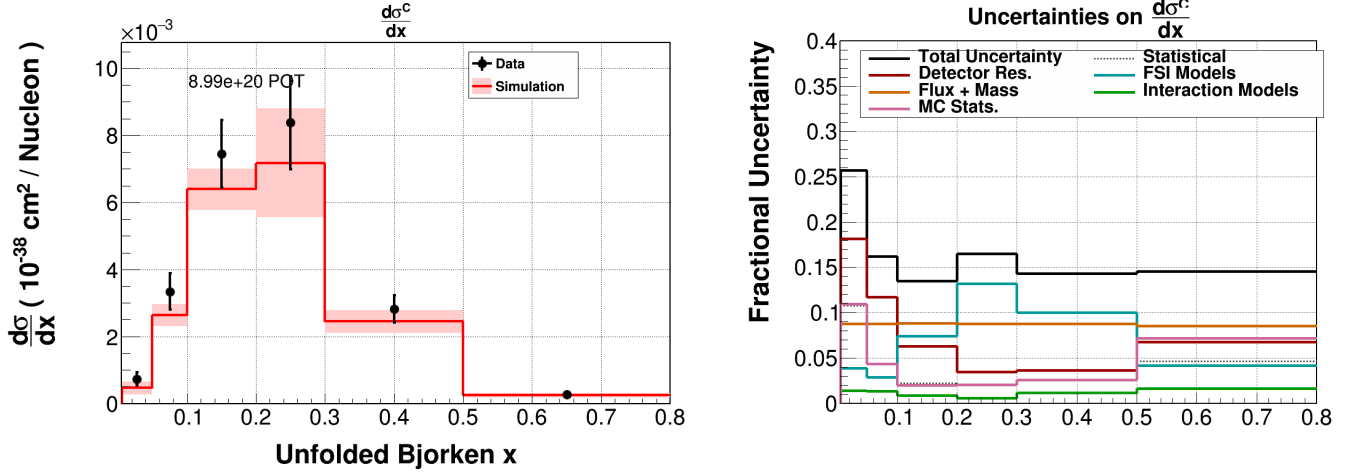 dσᶜ
dx
×10⁻³
dσ
dx ( 10⁻³⁸ cm² / Nucleon )
10
8
6
4
2
0
8.99e+20 POT
Data
Simulation
0.1 0.2 0.3 0.4 0.5 0.6 0.7 0.8
Unfolded Bjorken x
Uncertainties on dσᶜ
dx
Fractional Uncertainty
0.4
0.35
0.3
0.25
0.2
0.15
0.1
0.05
0
Total Uncertainty
Detector Res.
Flux + Mass
MC Stats.
Statistical
FSI Models
Interaction Models
0.1 0.2 0.3 0.4 0.5 0.6 0.7 0.8